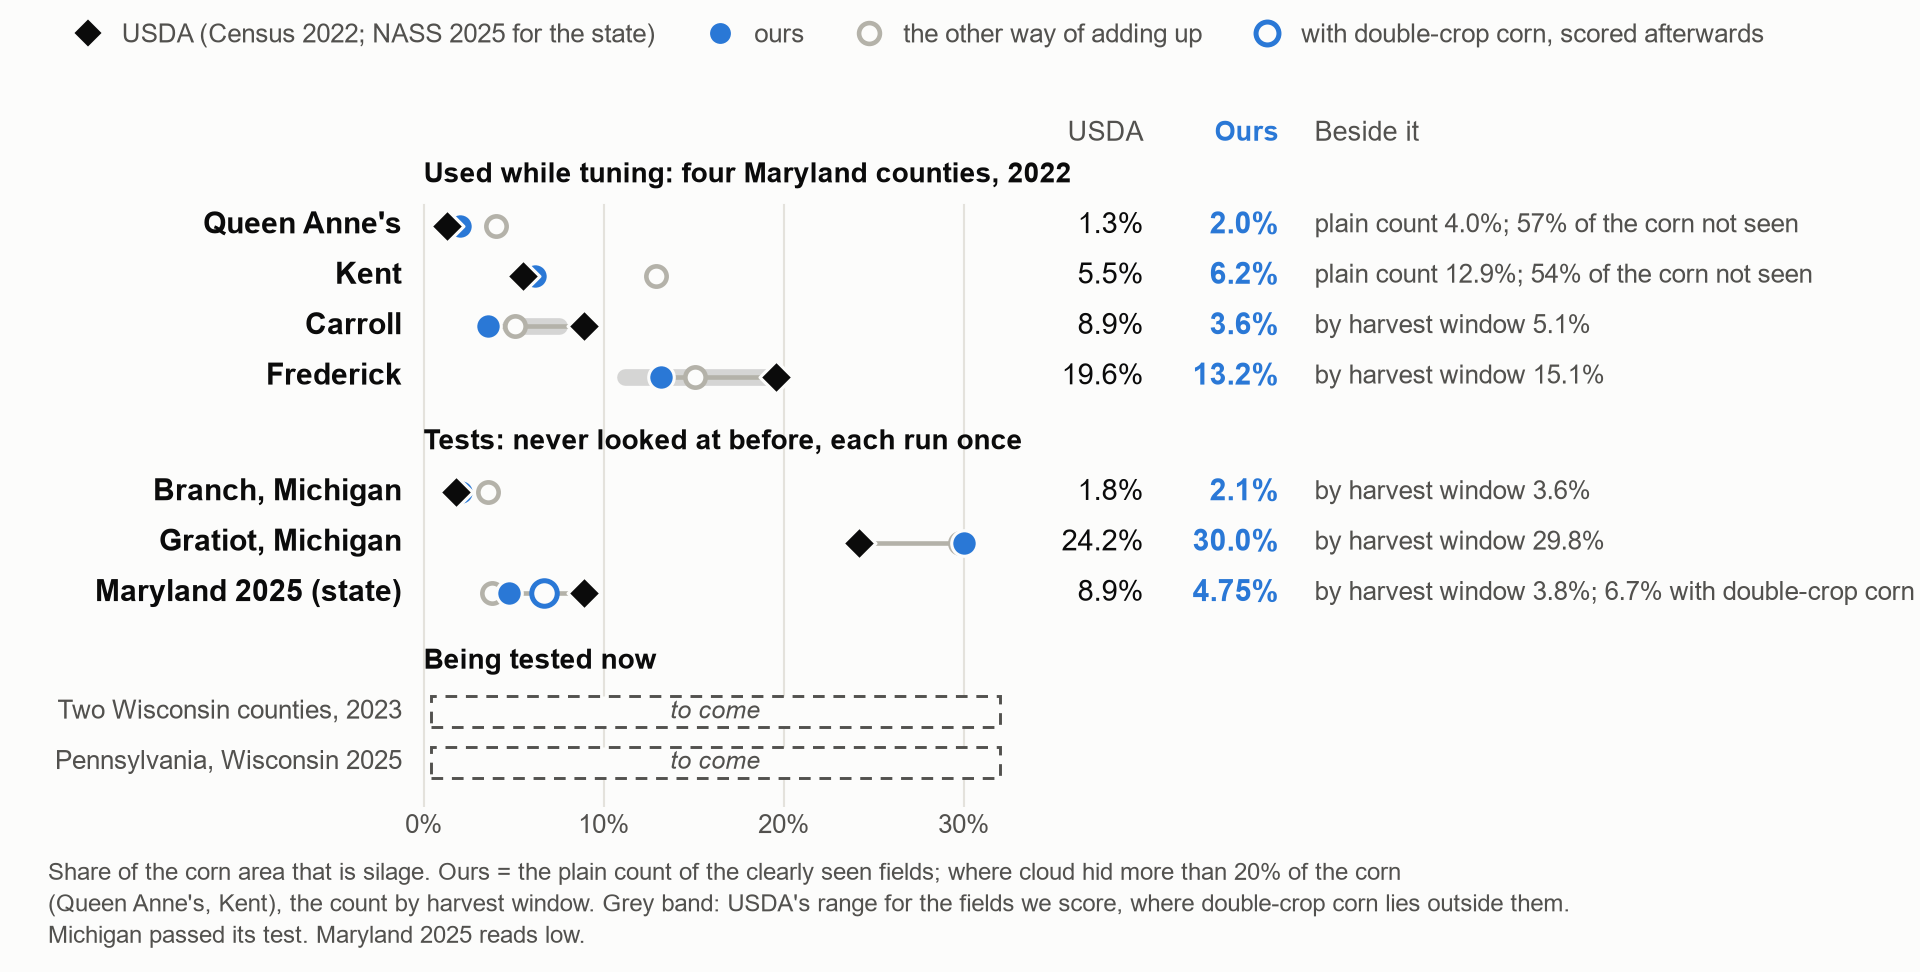 USDA (Census 2022; NASS 2025 for the state) ours the other way of adding up with double-crop corn, scored afterwards
USDA Ours Beside it
Used while tuning: four Maryland counties, 2022
Queen Anne's 1.3% 2.0% plain count 4.0%; 57% of the corn not seen
Kent 5.5% 6.2% plain count 12.9%; 54% of the corn not seen
Carroll 8.9% 3.6% by harvest window 5.1%
Frederick 19.6% 13.2% by harvest window 15.1%
Tests: never looked at before, each run once
Branch, Michigan 1.8% 2.1% by harvest window 3.6%
Gratiot, Michigan 24.2% 30.0% by harvest window 29.8%
Maryland 2025 (state) 8.9% 4.75% by harvest window 3.8%; 6.7% with double-crop corn
Being tested now
Two Wisconsin counties, 2023 to come
Pennsylvania, Wisconsin 2025 to come
0% 10% 20% 30%
Share of the corn area that is silage. Ours = the plain count of the clearly seen fields; where cloud hid more than 20% of the corn
(Queen Anne's, Kent), the count by harvest window. Grey band: USDA's range for the fields we score, where double-crop corn lies outside them.
Michigan passed its test. Maryland 2025 reads low.